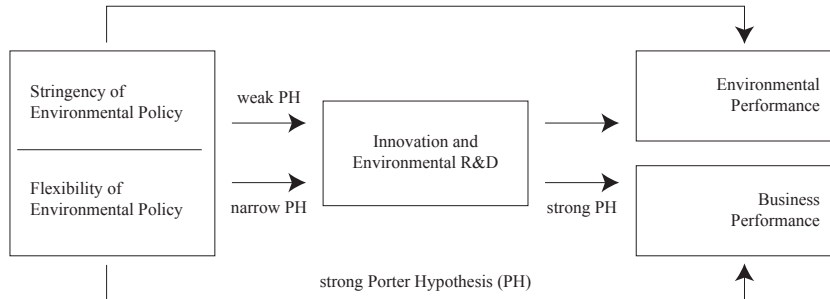 Stringency of
Environmental Policy
Flexibility of
Environmental Policy
weak PH
narrow PH
Innovation and
Environmental R&D
strong PH
Environmental
Performance
Business
Performance
strong Porter Hypothesis (PH)